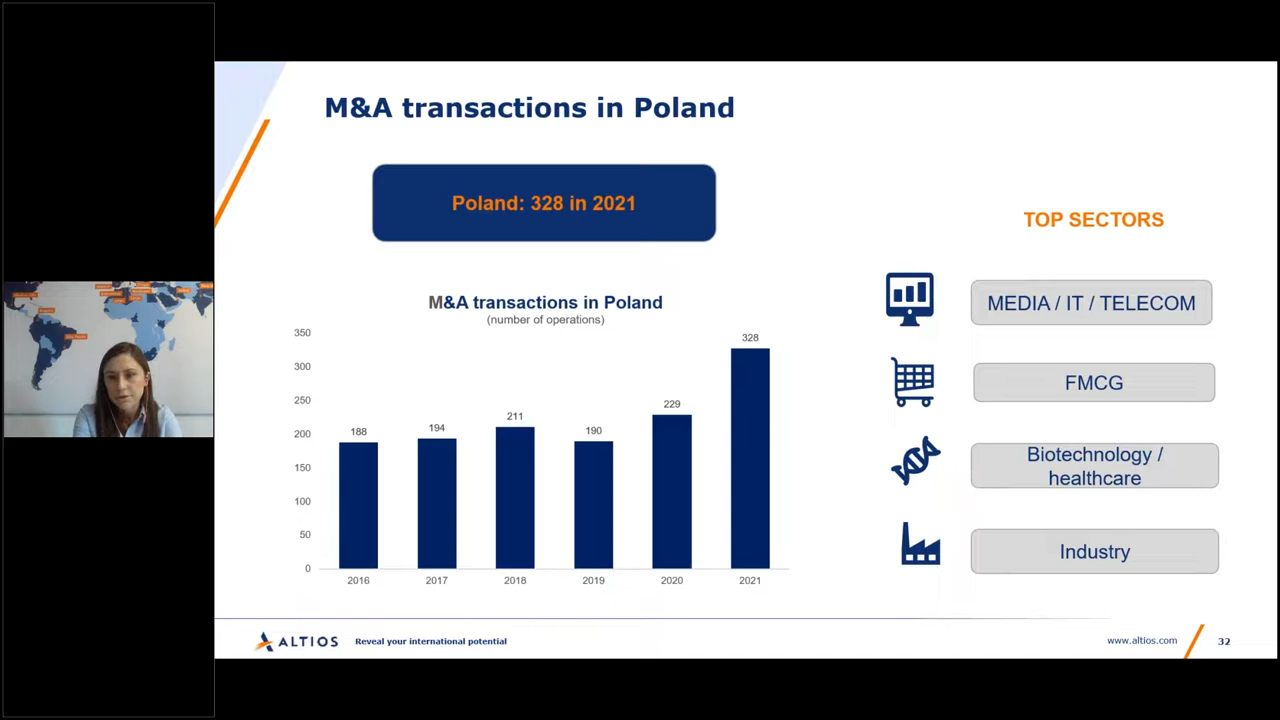 M&A transactions in Poland
Poland: 328 in 2021
M&A transactions in Poland
(number of operations)
350
300
250
200
150
100
50
0
188
194
211
190
229
328
2016
2017
2018
2019
2020
2021
TOP SECTORS
MEDIA / IT / TELECOM
FMCG
Biotechnology /
healthcare
Industry
ALTIOS
Reveal your international potential
www.altios.com
32